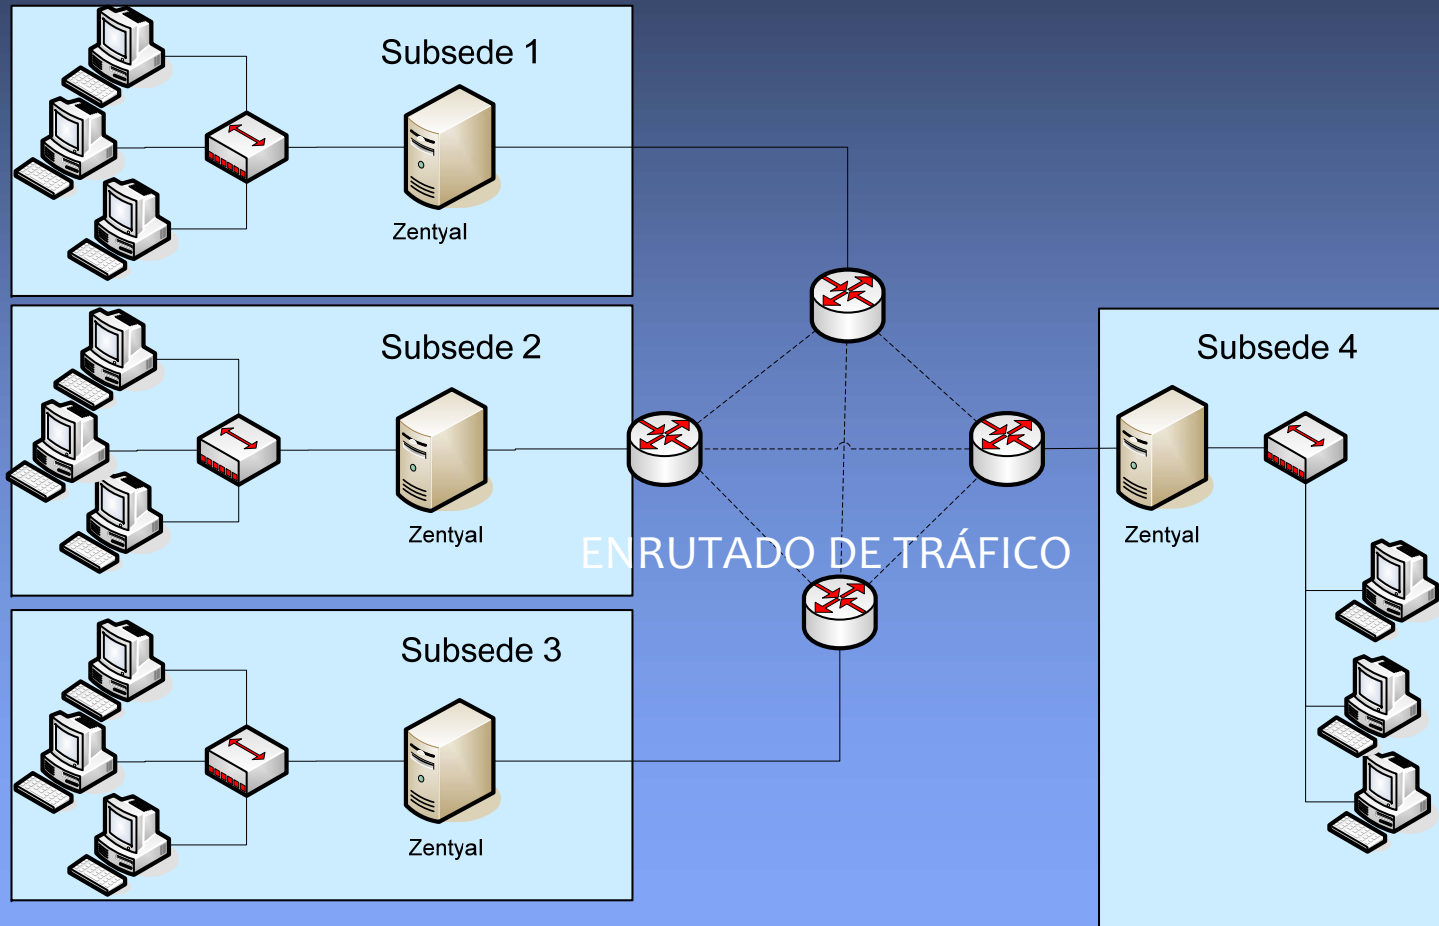 Subsede 1
Zentyal
Subsede 2
Zentyal
Subsede 3
Zentyal
ENRUTADO DE TRÁFICO
Subsede 4
Zentyal